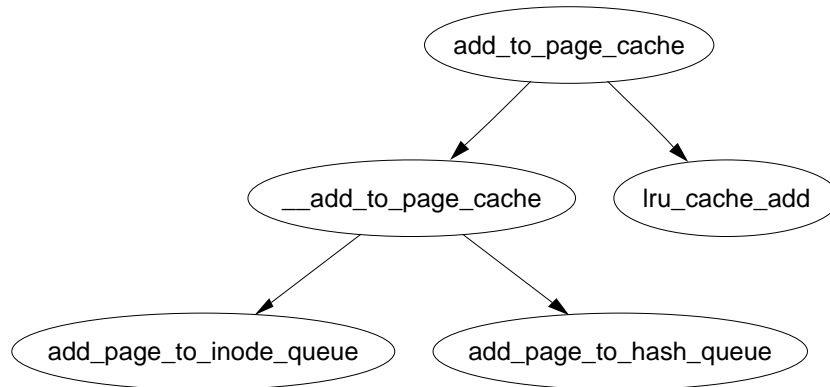 add_to_page_cache
__add_to_page_cache
lru_cache_add
add_page_to_inode_queue
add_page_to_hash_queue